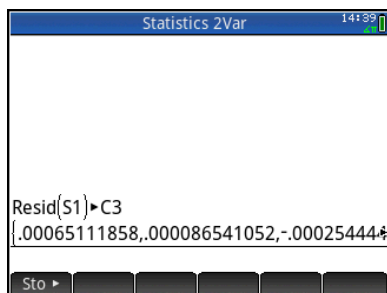 Statistics 2Var
14:39
Resid(S1)▸C3
{.00065111858,.000086541052,-.00025444
Sto ▸